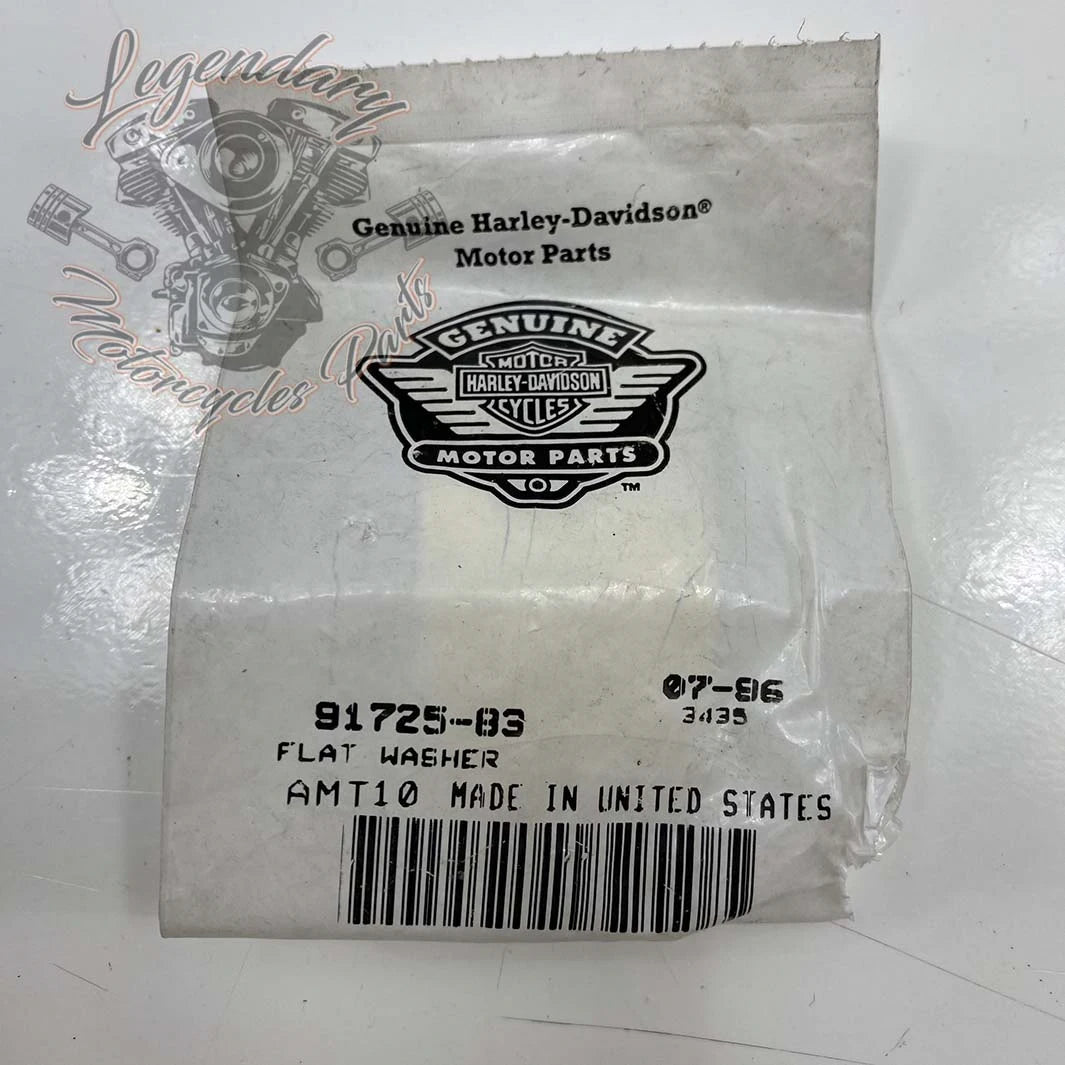 Legendary
Motorcycles Parts
Genuine Harley-Davidson®
Motor Parts
GENUINE
MOTOR
HARLEY-DAVIDSON
CYCLES
MOTOR PARTS
™
07-86
91725-83
3435
FLAT WASHER
AMT10 MADE IN UNITED STATES